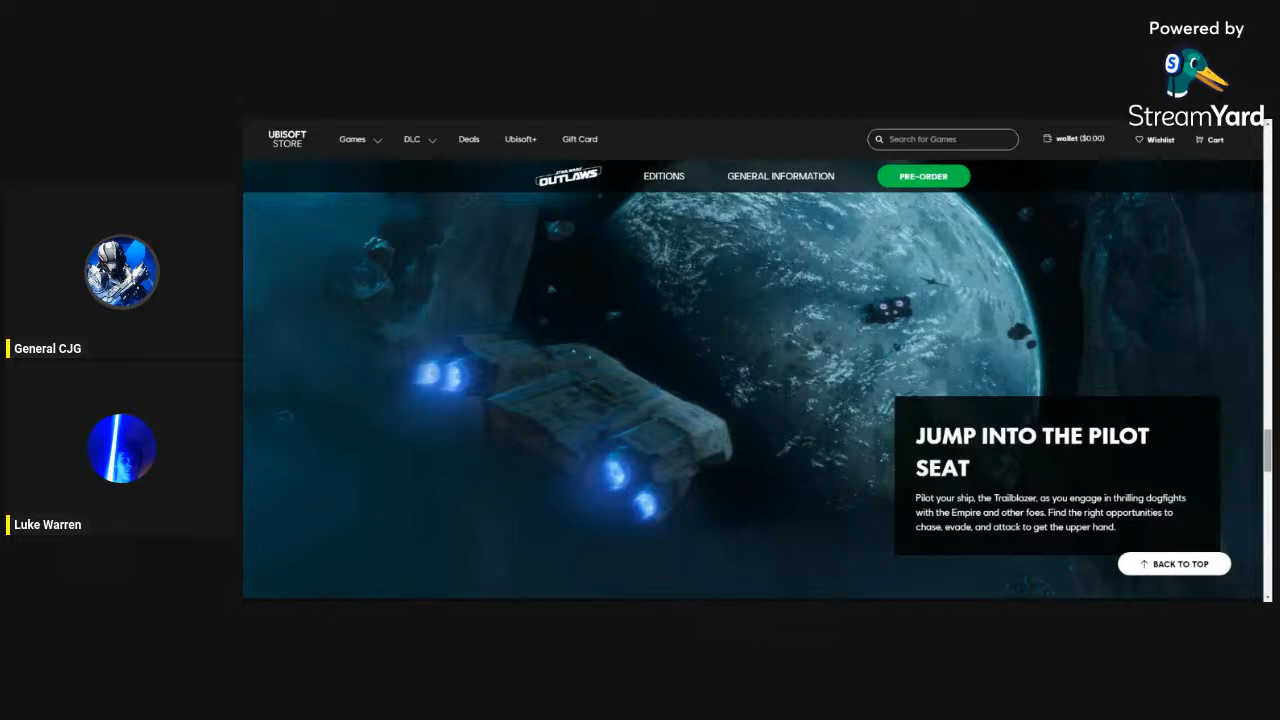 Powered by
StreamYard
UBISOFT
STORE
Games
DLC
Deals
Ubisoft+
Gift Card
Search for Games
wallet ($0.00)
Wishlist
Cart
STAR WARS
OUTLAWS
EDITIONS
GENERAL INFORMATION
PRE-ORDER
General CJG
Luke Warren
JUMP INTO THE PILOT
SEAT
Pilot your ship, the Trailblazer, as you engage in thrilling dogfights
with the Empire and other foes. Find the right opportunities to
chase, evade, and attack to get the upper hand.
BACK TO TOP